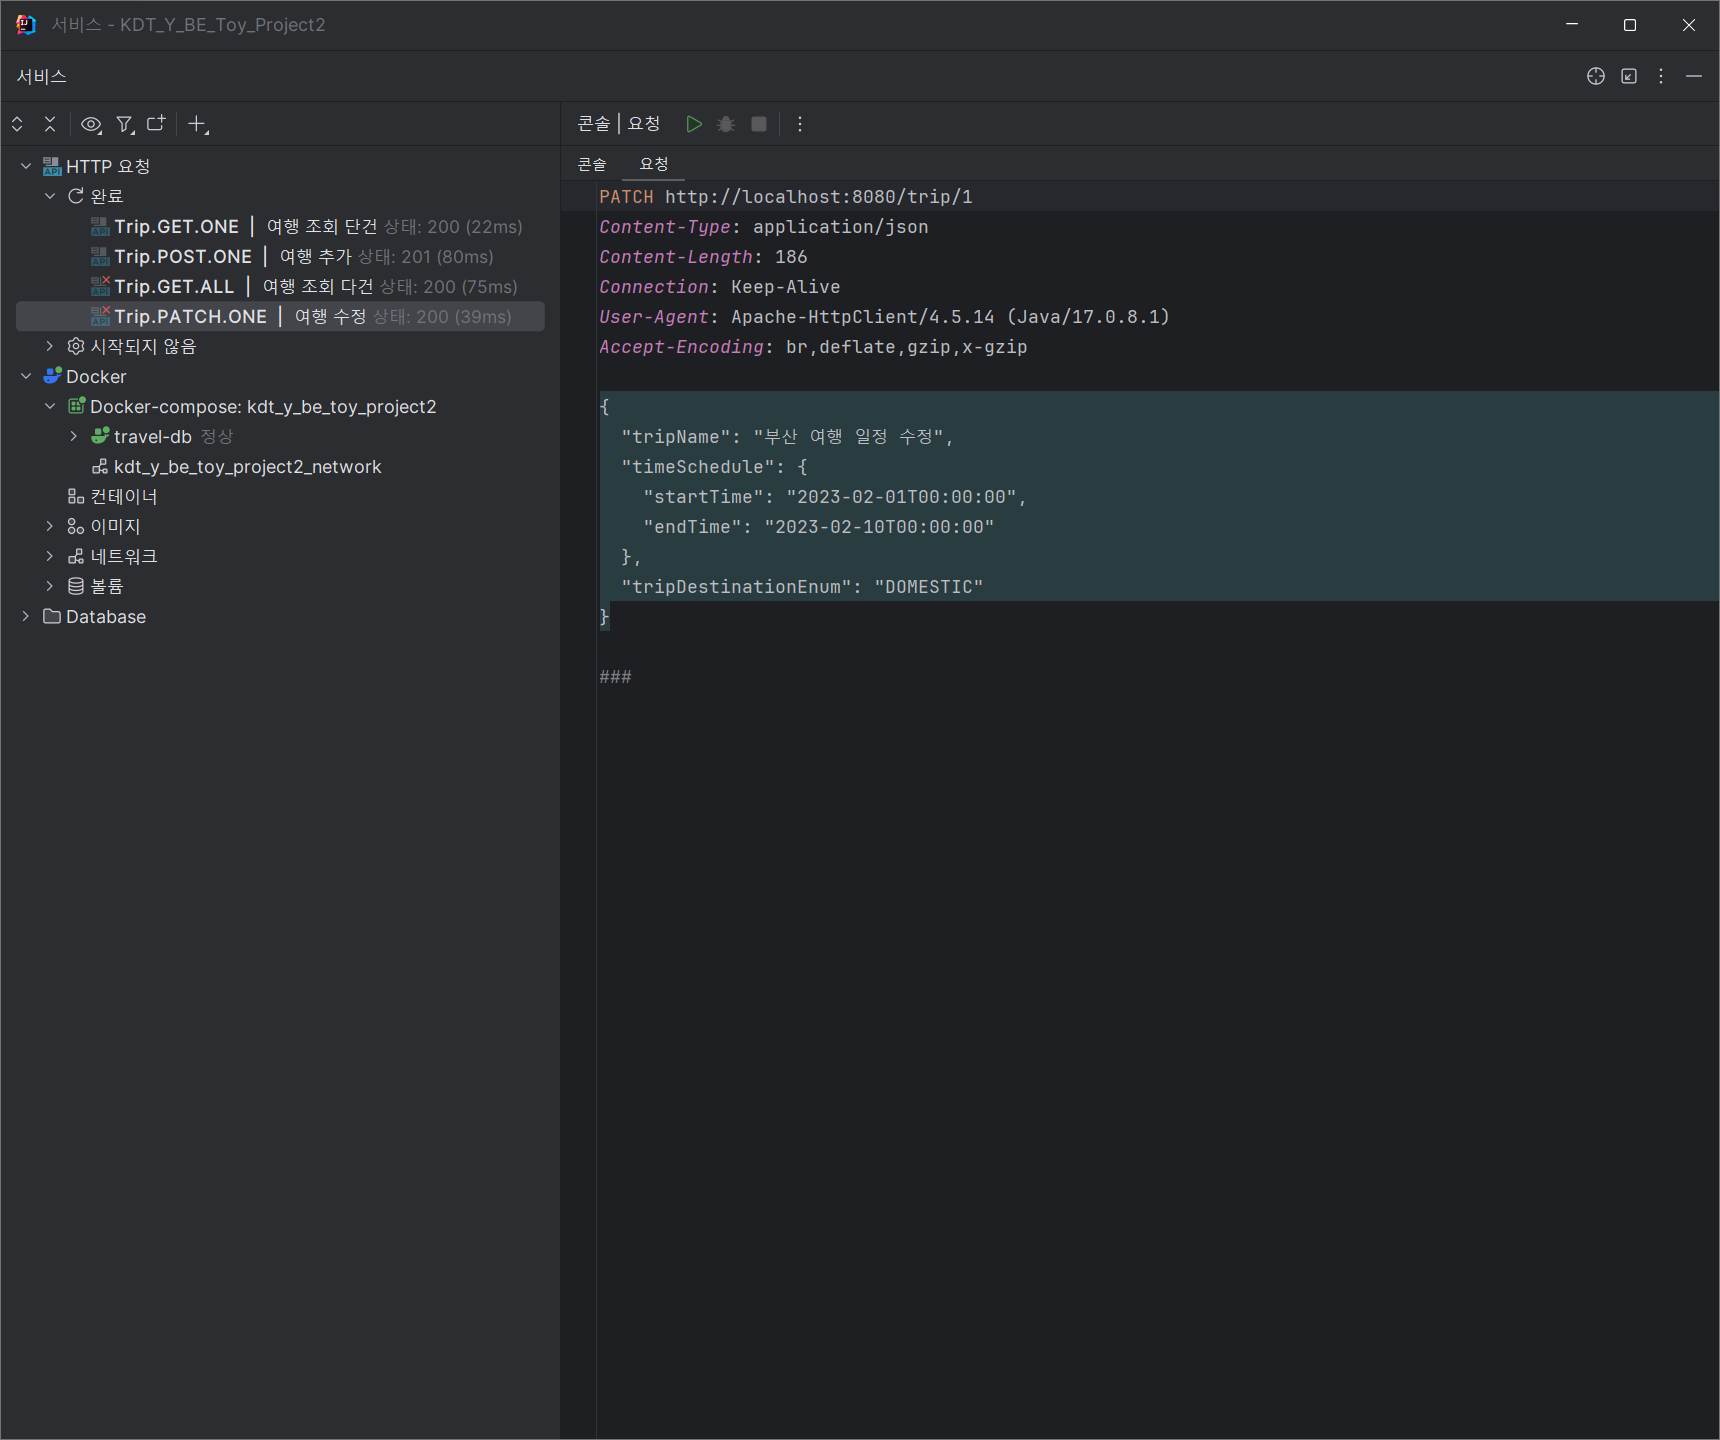 서비스 - KDT_Y_BE_Toy_Project2
서비스
콘솔 | 요청
HTTP 요청
완료
Trip.GET.ONE | 여행 조회 단건 상태: 200 (22ms)
Trip.POST.ONE | 여행 추가 상태: 201 (80ms)
Trip.GET.ALL | 여행 조회 다건 상태: 200 (75ms)
Trip.PATCH.ONE | 여행 수정 상태: 200 (39ms)
시작되지 않음
Docker
Docker-compose: kdt_y_be_toy_project2
travel-db 정상
kdt_y_be_toy_project2_network
컨테이너
이미지
네트워크
볼륨
Database
콘솔 요청
PATCH http://localhost:8080/trip/1
Content-Type: application/json
Content-Length: 186
Connection: Keep-Alive
User-Agent: Apache-HttpClient/4.5.14 (Java/17.0.8.1)
Accept-Encoding: br,deflate,gzip,x-gzip
{
"tripName": "부산 여행 일정 수정",
"timeSchedule": {
"startTime": "2023-02-01T00:00:00",
"endTime": "2023-02-10T00:00:00"
},
"tripDestinationEnum": "DOMESTIC"
}
###